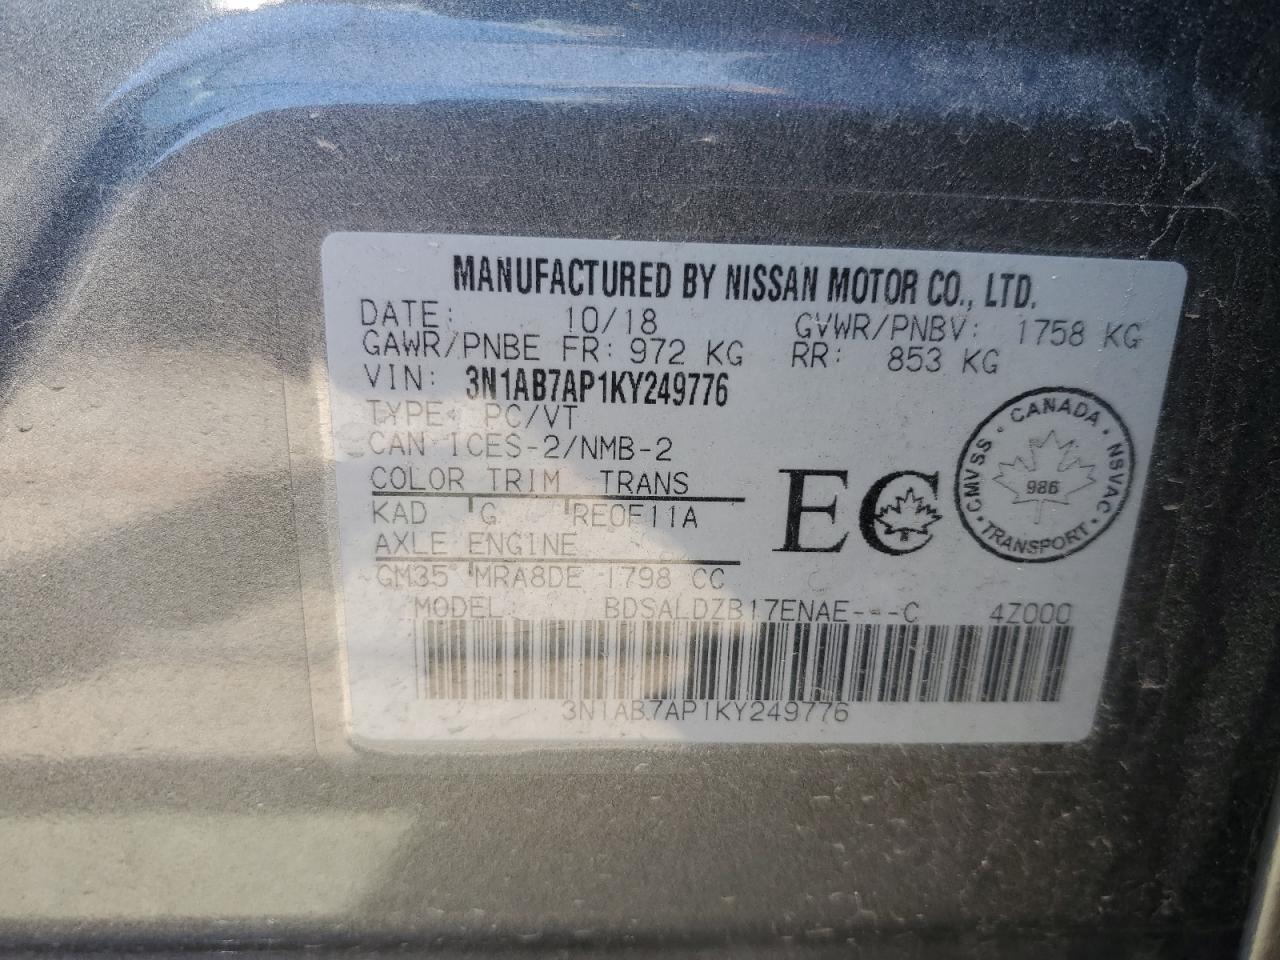 MANUFACTURED BY NISSAN MOTOR CO., LTD.
DATE: 10/18 GVWR/PNBV: 1758 KG
GAWR/PNBE FR: 972 KG RR: 853 KG
VIN: 3N1AB7AP1KY249776
TYPE: PC/VT
CAN ICES-2/NMB-2
COLOR TRIM TRANS
KAD G RE0F11A
AXLE ENGINE
GM35 MRA8DE 1798 CC
MODEL: BDSALDZB17ENAE---C 4Z000
3N1AB7AP1KY249776
EC
CMVSS · CANADA · NSVAC · TRANSPORT ·
986